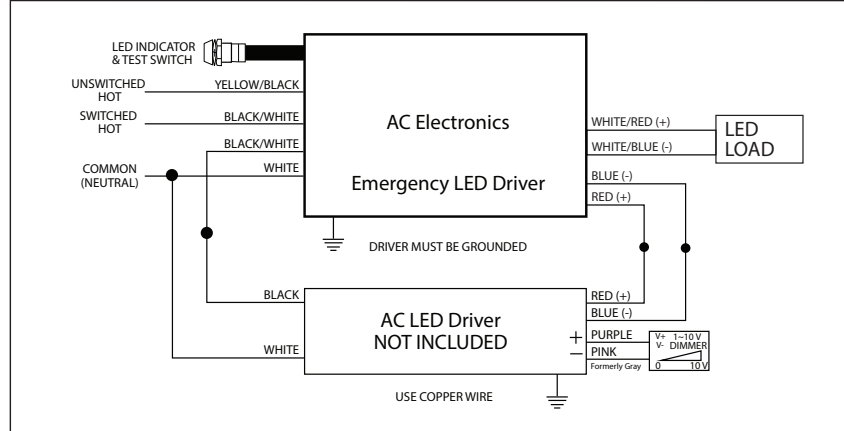 LED INDICATOR
& TEST SWITCH
UNSWITCHED
HOT
YELLOW/BLACK
SWITCHED
HOT
BLACK/WHITE
BLACK/WHITE
COMMON
(NEUTRAL)
WHITE
AC Electronics
Emergency LED Driver
WHITE/RED (+)
WHITE/BLUE (-)
LED
LOAD
BLUE (-)
RED (+)
DRIVER MUST BE GROUNDED
BLACK
WHITE
AC LED Driver
NOT INCLUDED
RED (+)
BLUE (-)
+ PURPLE
− PINK
Formerly Gray
V+ 1~10 V
V- DIMMER
0 10 V
USE COPPER WIRE